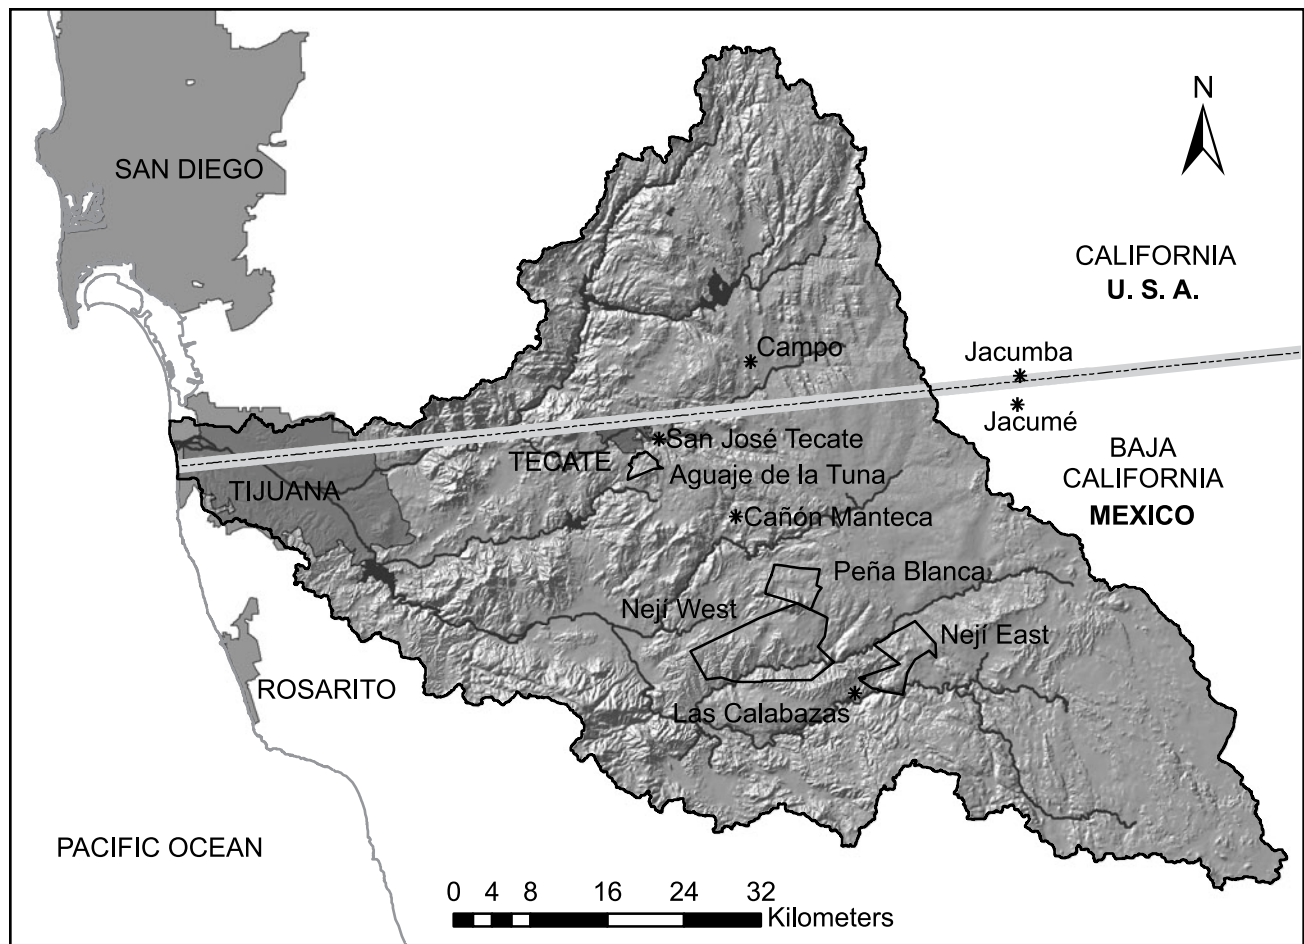 N
SAN DIEGO
CALIFORNIA
U. S. A.
Campo
Jacumba
Jacumé
San José Tecate
TECATE
Aguaje de la Tuna
BAJA
CALIFORNIA
MEXICO
TIJUANA
Cañón Manteca
Peña Blanca
Nejí West
Nejí East
ROSARITO
Las Calabazas
PACIFIC OCEAN
0 4 8 16 24 32
Kilometers